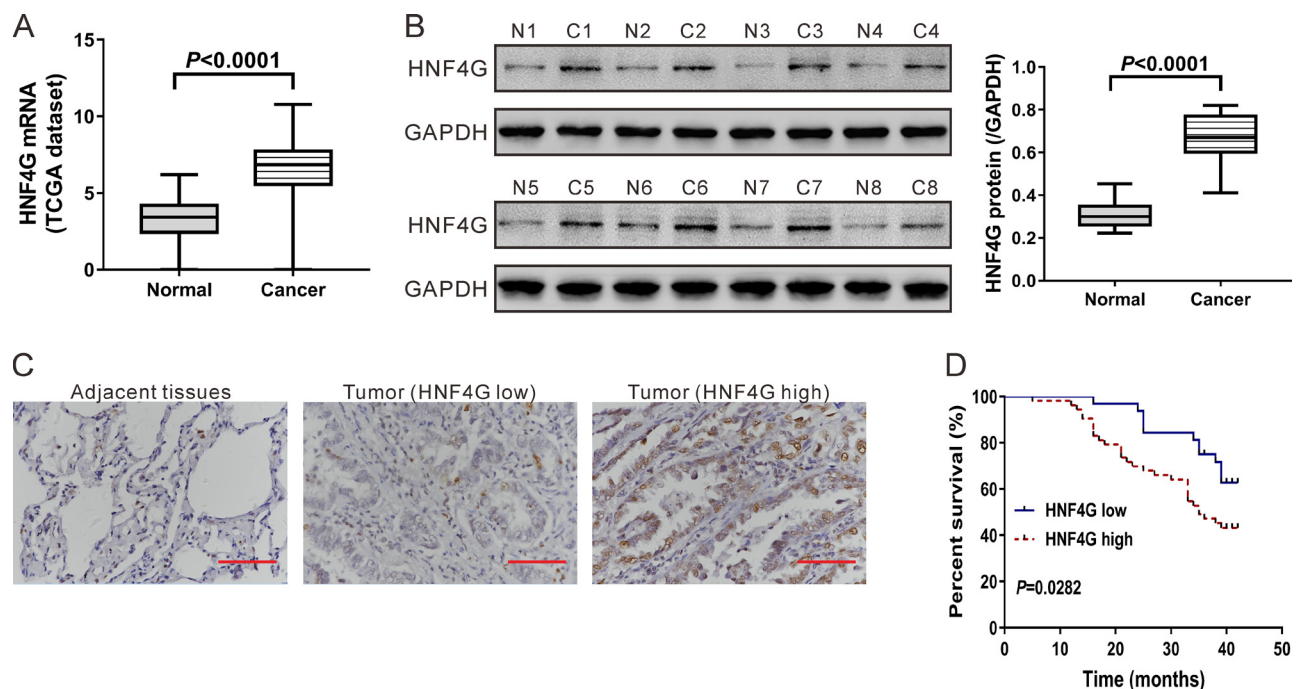 A
HNF4G mRNA
(TCGA dataset)
15
10
5
0
P<0.0001
Normal
Cancer
B
N1 C1 N2 C2 N3 C3 N4 C4
HNF4G
GAPDH
N5 C5 N6 C6 N7 C7 N8 C8
HNF4G
GAPDH
HNF4G protein (/GAPDH)
1.0
0.8
0.6
0.4
0.2
0.0
P<0.0001
Normal
Cancer
C
Adjacent tissues
Tumor (HNF4G low)
Tumor (HNF4G high)
D
Percent survival (%)
100
80
60
40
20
0
HNF4G low
HNF4G high
P=0.0282
0 10 20 30 40 50
Time (months)